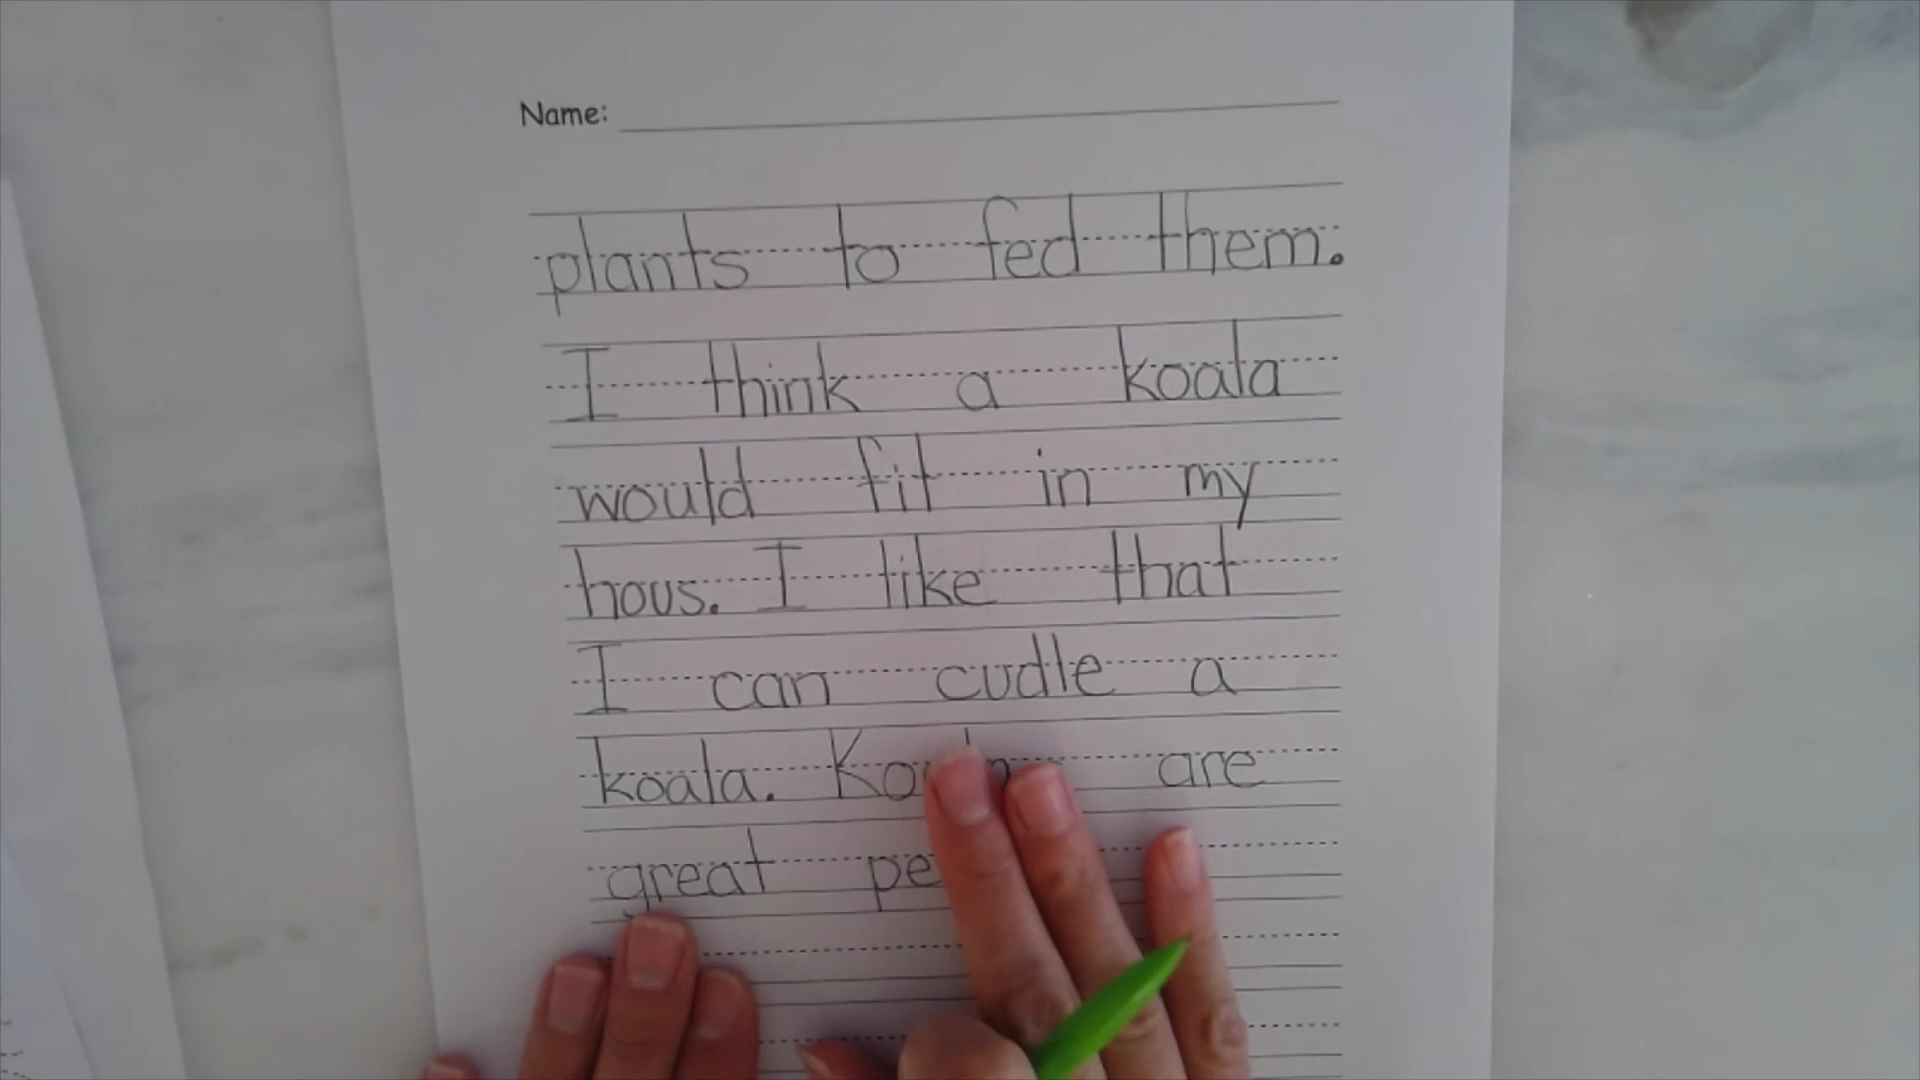 Name:
plants to fed them.
I think a koala
would fit in my
hous. I like that
I can cudle a
koala. are
great